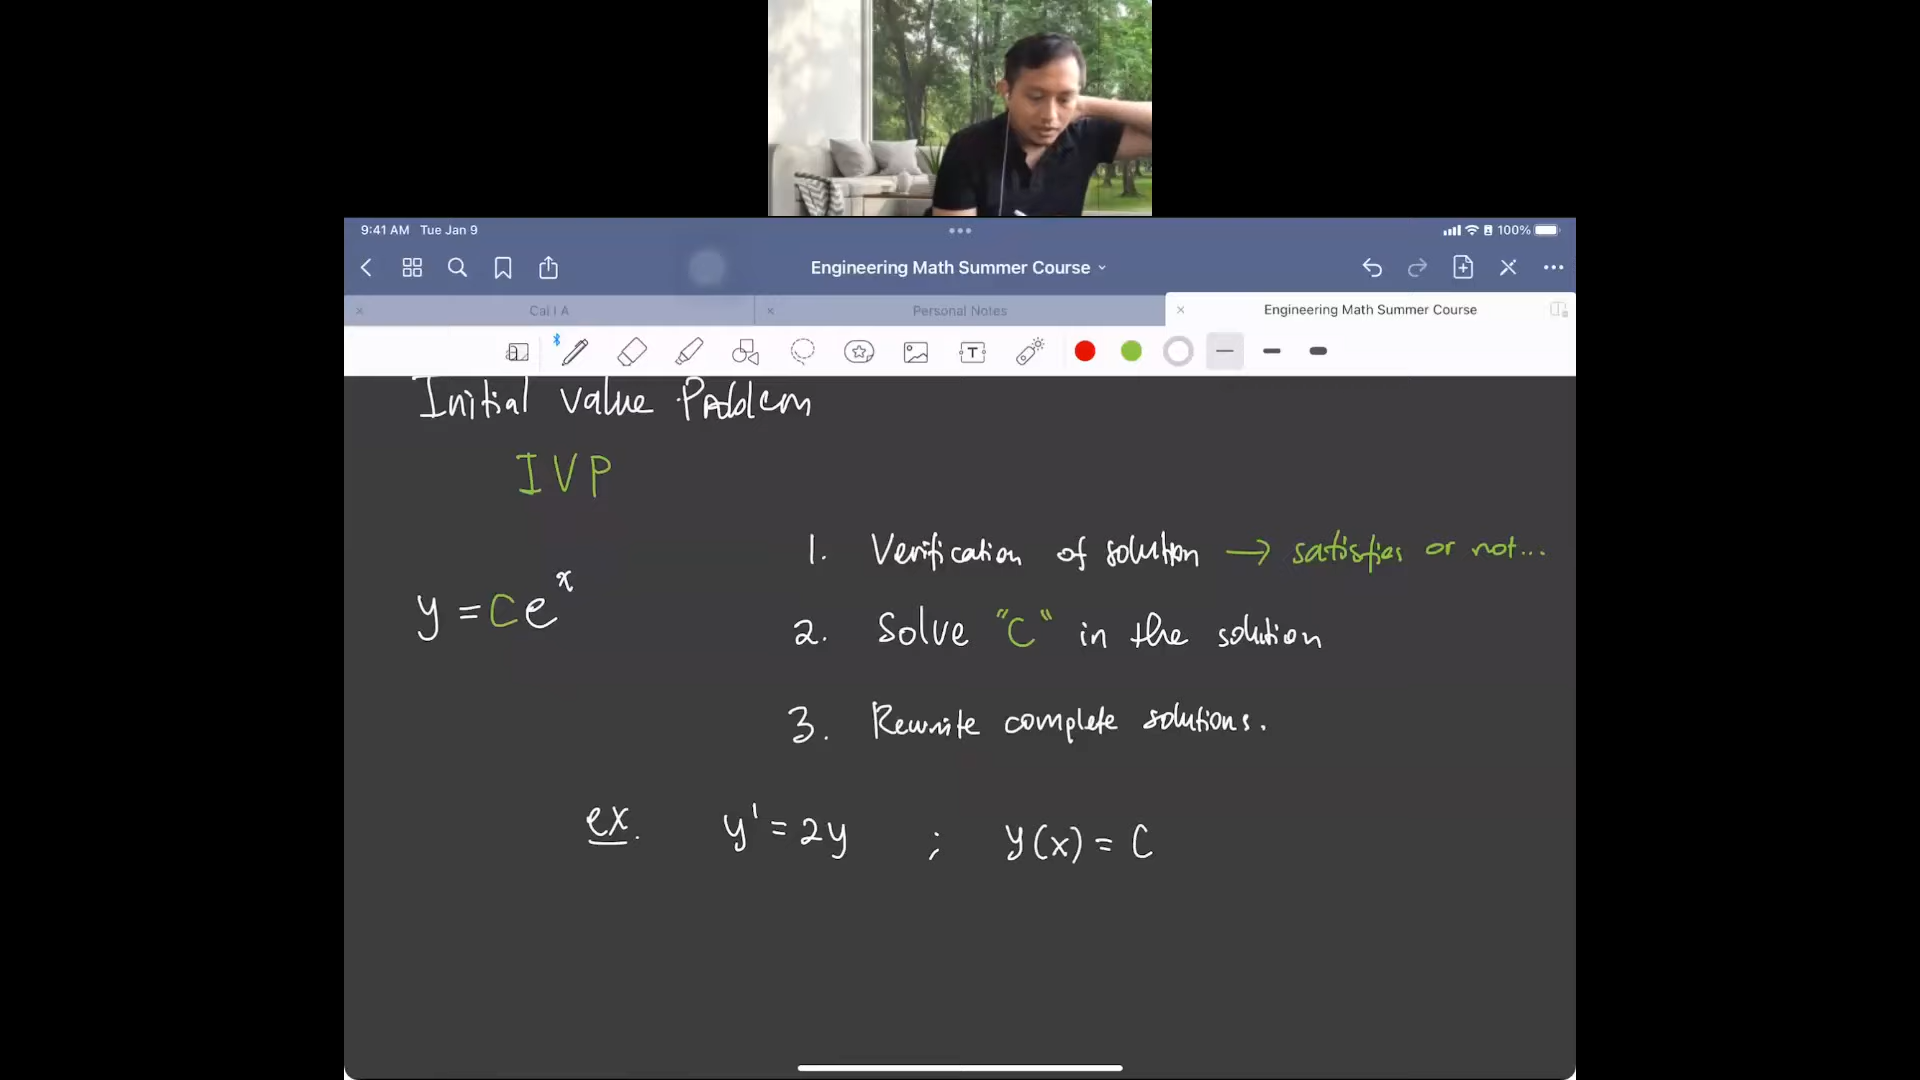 9:41 AM Tue Jan 9
100%
Engineering Math Summer Course
Cal I A
Personal Notes
Engineering Math Summer Course
T
Initial Value Problem
IVP
1. Verification of solution → satisfies or not...
y = Ce^x
2. Solve "C" in the solution
3. Rewrite complete solutions.
ex. y' = 2y ; y(x) = C